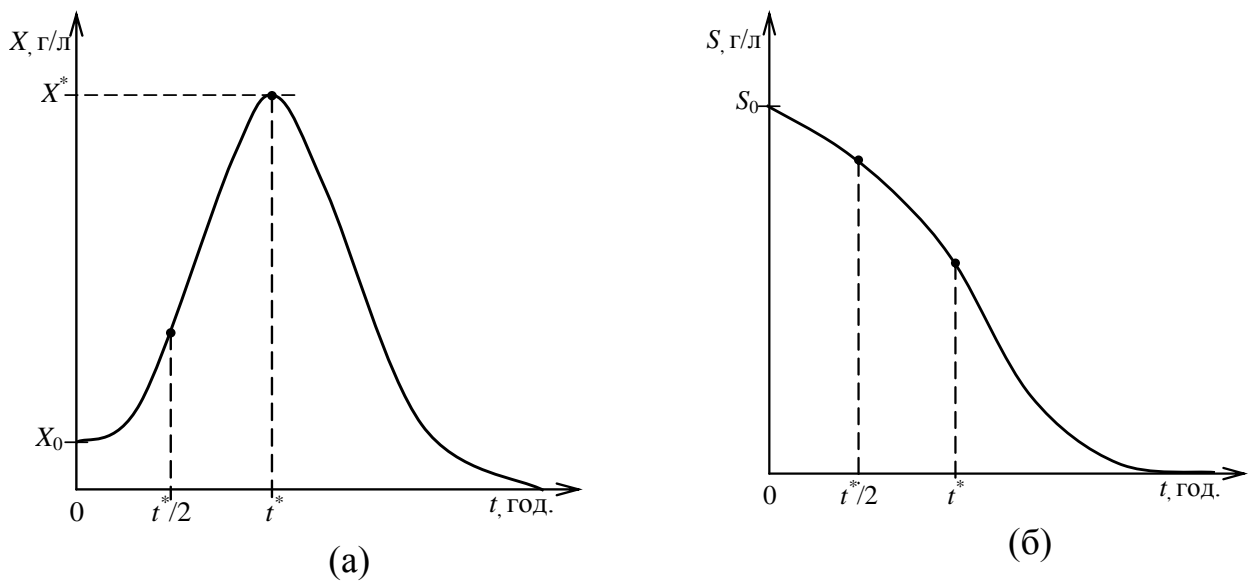 X, г/л
X*
X₀
0
t*/2
t*
t, год.
(а)
S, г/л
S₀
0
t*/2
t*
t, год.
(б)